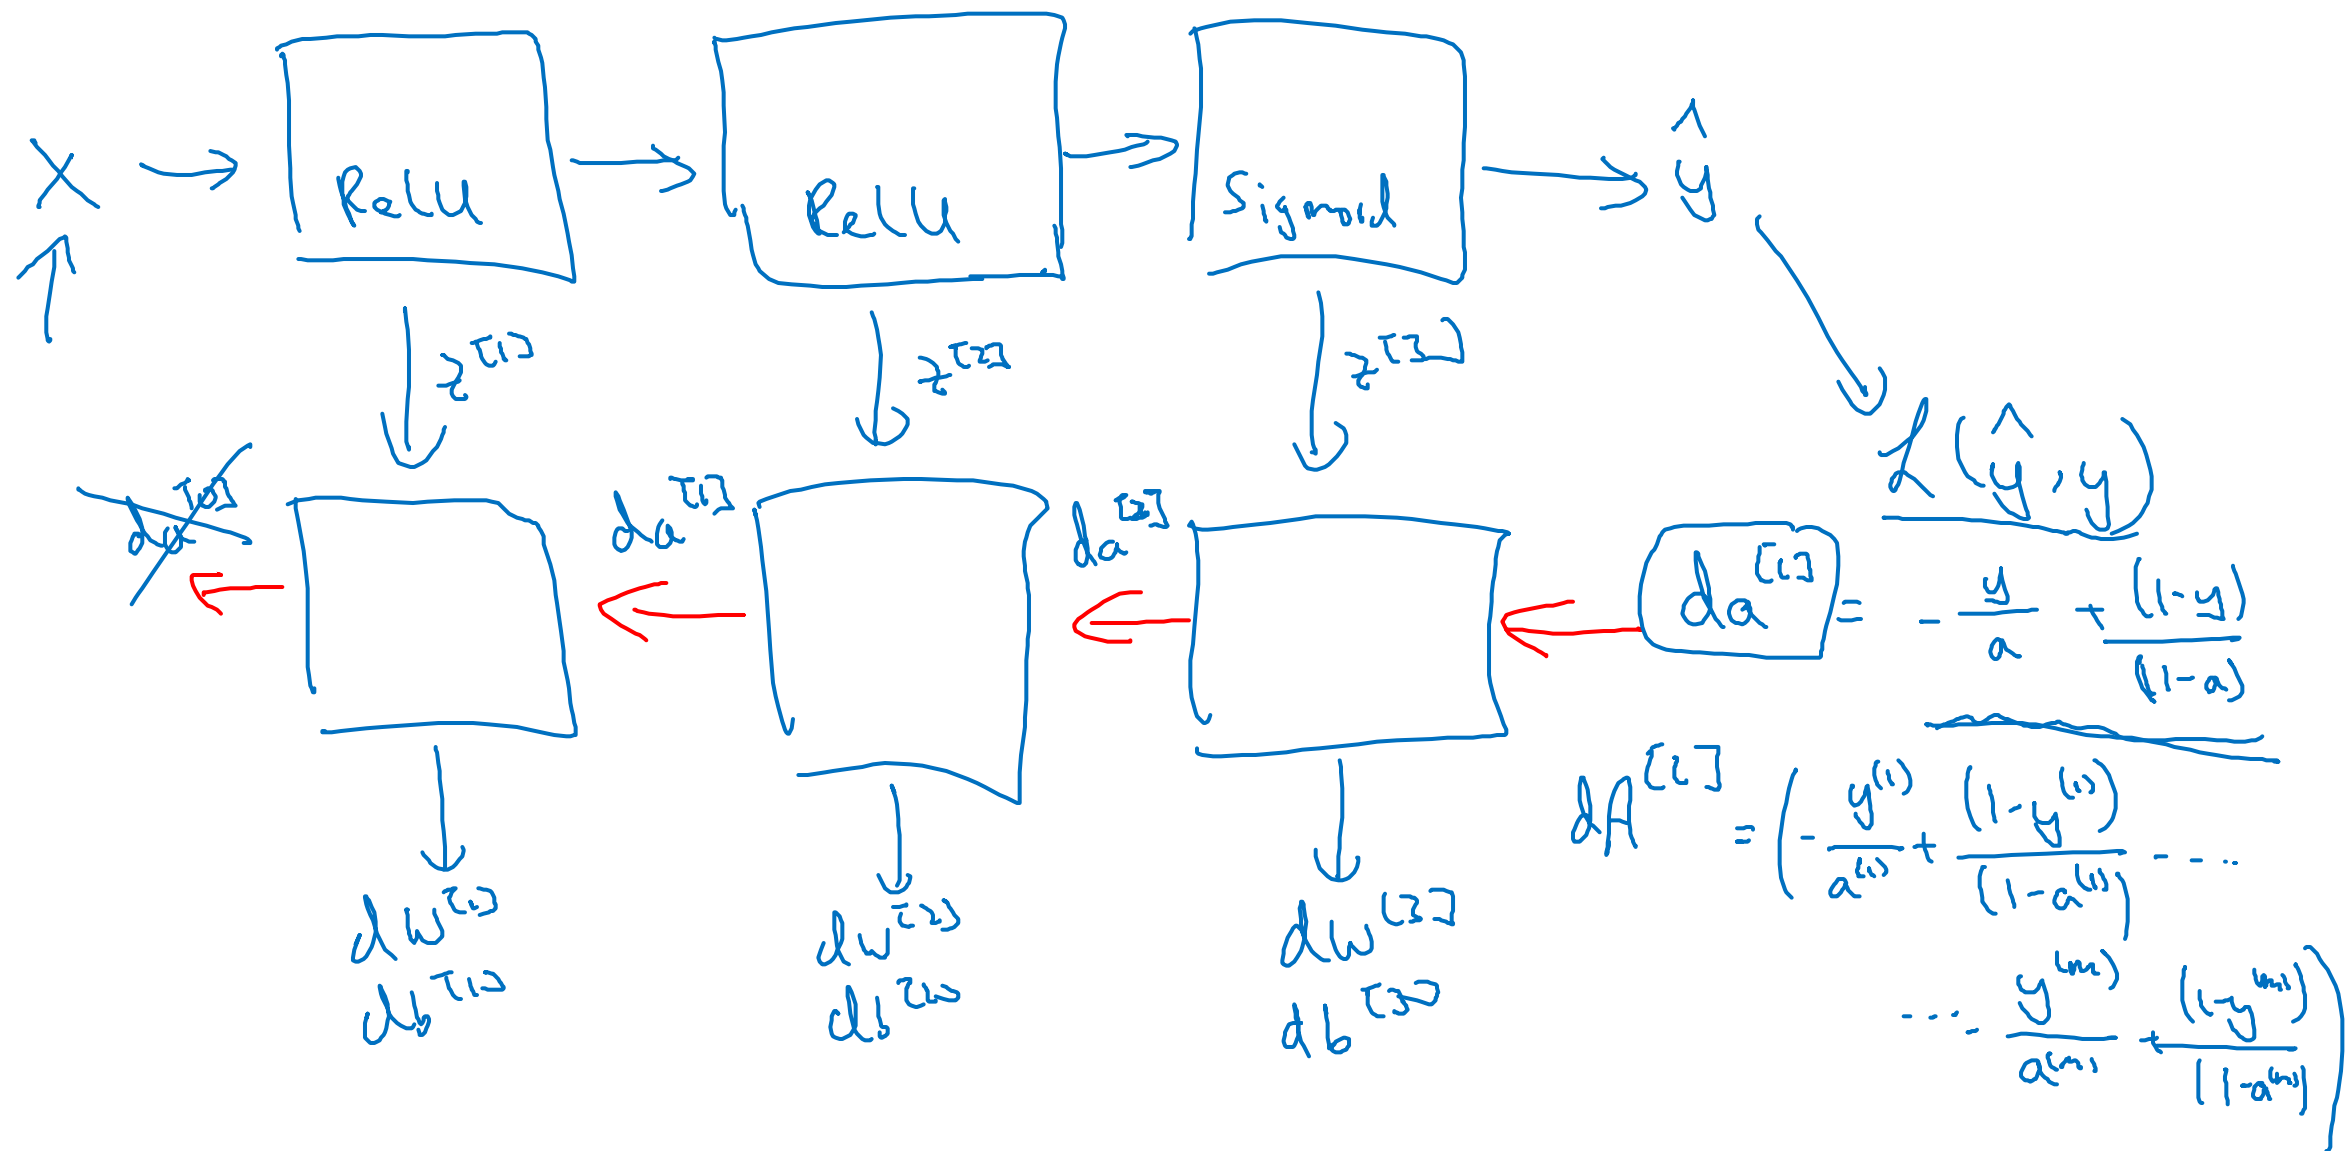 X → ReLU → ReLU → Sigmoid → ŷ
z^[1] z^[2] z^[3]
L(ŷ, y)
da^[0] da^[1] da^[2] da^[l] = - y/a + (1-y)/(1-a)
dA^[l] = ( - y^(1)/a^(1) + (1-y^(1))/(1-a^(1)) - - - ...
.... - y^(m)/a^(m) + (1-y^(m))/(1-a^(m)) )
dw^[1] dw^[2] dw^[3]
db^[1] db^[2] db^[3]